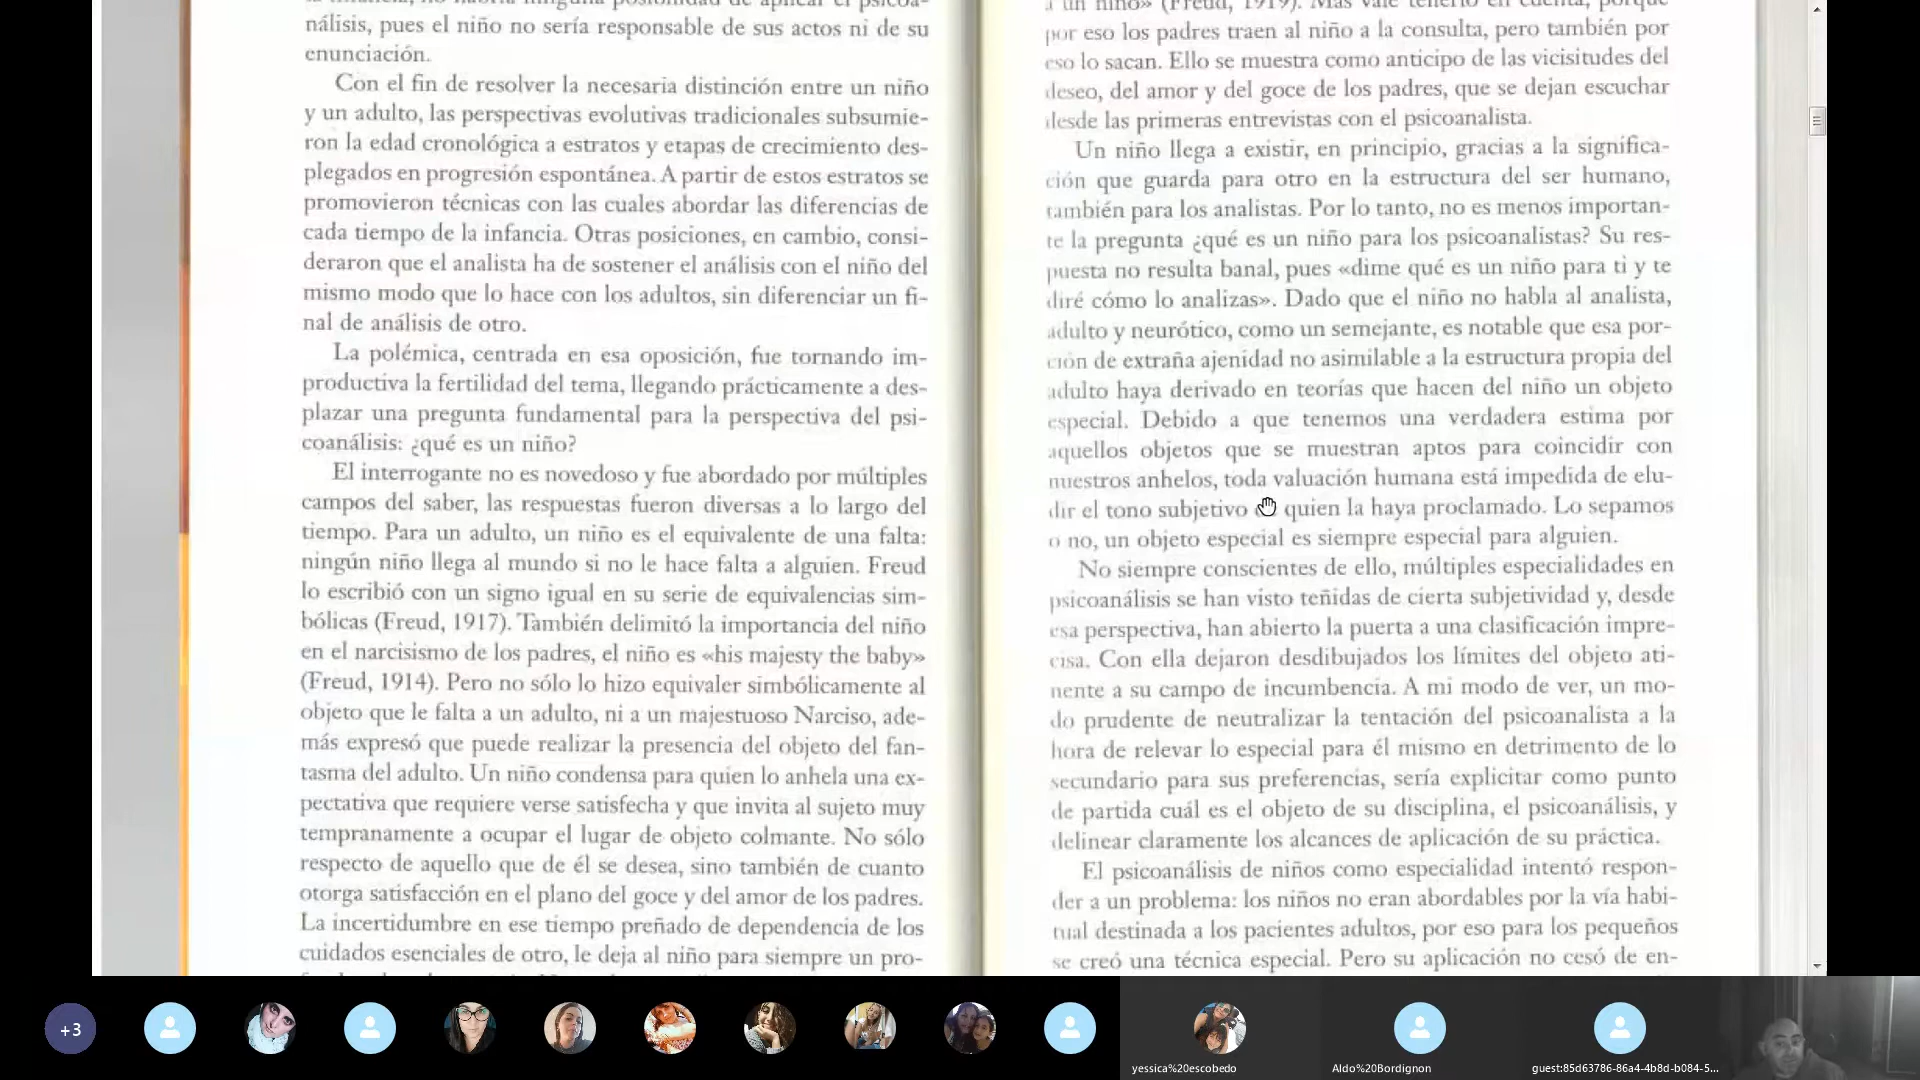 la infancia, no habría ninguna posibilidad de aplicar el psicoa-
nálisis, pues el niño no sería responsable de sus actos ni de su
enunciación.
Con el fin de resolver la necesaria distinción entre un niño
y un adulto, las perspectivas evolutivas tradicionales subsumie-
ron la edad cronológica a estratos y etapas de crecimiento des-
plegados en progresión espontánea. A partir de estos estratos se
promovieron técnicas con las cuales abordar las diferencias de
cada tiempo de la infancia. Otras posiciones, en cambio, consi-
deraron que el analista ha de sostener el análisis con el niño del
mismo modo que lo hace con los adultos, sin diferenciar un fi-
nal de análisis de otro.
La polémica, centrada en esa oposición, fue tornando im-
productiva la fertilidad del tema, llegando prácticamente a des-
plazar una pregunta fundamental para la perspectiva del psi-
coanálisis: ¿qué es un niño?
El interrogante no es novedoso y fue abordado por múltiples
campos del saber, las respuestas fueron diversas a lo largo del
tiempo. Para un adulto, un niño es el equivalente de una falta:
ningún niño llega al mundo si no le hace falta a alguien. Freud
lo escribió con un signo igual en su serie de equivalencias sim-
bólicas (Freud, 1917). También delimitó la importancia del niño
en el narcisismo de los padres, el niño es «his majesty the baby»
(Freud, 1914). Pero no sólo lo hizo equivaler simbólicamente al
objeto que le falta a un adulto, ni a un majestuoso Narciso, ade-
más expresó que puede realizar la presencia del objeto del fan-
tasma del adulto. Un niño condensa para quien lo anhela una ex-
pectativa que requiere verse satisfecha y que invita al sujeto muy
tempranamente a ocupar el lugar de objeto colmante. No sólo
respecto de aquello que de él se desea, sino también de cuanto
otorga satisfacción en el plano del goce y del amor de los padres.
La incertidumbre en ese tiempo preñado de dependencia de los
cuidados esenciales de otro, le deja al niño para siempre un pro-
a un niño» (Freud, 1919). Más vale tenerlo en cuenta, porque
por eso los padres traen al niño a la consulta, pero también por
eso lo sacan. Ello se muestra como anticipo de las vicisitudes del
deseo, del amor y del goce de los padres, que se dejan escuchar
desde las primeras entrevistas con el psicoanalista.
Un niño llega a existir, en principio, gracias a la significa-
ción que guarda para otro en la estructura del ser humano,
también para los analistas. Por lo tanto, no es menos importan-
te la pregunta ¿qué es un niño para los psicoanalistas? Su res-
puesta no resulta banal, pues «dime qué es un niño para ti y te
diré cómo lo analizas». Dado que el niño no habla al analista,
adulto y neurótico, como un semejante, es notable que esa por-
ción de extraña ajenidad no asimilable a la estructura propia del
adulto haya derivado en teorías que hacen del niño un objeto
especial. Debido a que tenemos una verdadera estima por
aquellos objetos que se muestran aptos para coincidir con
nuestros anhelos, toda valuación humana está impedida de elu-
dir el tono subjetivo quien la haya proclamado. Lo sepamos
o no, un objeto especial es siempre especial para alguien.
No siempre conscientes de ello, múltiples especialidades en
psicoanálisis se han visto teñidas de cierta subjetividad y, desde
esa perspectiva, han abierto la puerta a una clasificación impre-
cisa. Con ella dejaron desdibujados los límites del objeto ati-
nente a su campo de incumbencia. A mi modo de ver, un mo-
do prudente de neutralizar la tentación del psicoanalista a la
hora de relevar lo especial para él mismo en detrimento de lo
secundario para sus preferencias, sería explicitar como punto
de partida cuál es el objeto de su disciplina, el psicoanálisis, y
delinear claramente los alcances de aplicación de su práctica.
El psicoanálisis de niños como especialidad intentó respon-
der a un problema: los niños no eran abordables por la vía habi-
tual destinada a los pacientes adultos, por eso para los pequeños
se creó una técnica especial. Pero su aplicación no cesó de en-
+3
yessica%20escobedo
Aldo%20Bordignon
guest:85d63786-86a4-4b8d-b084-5...